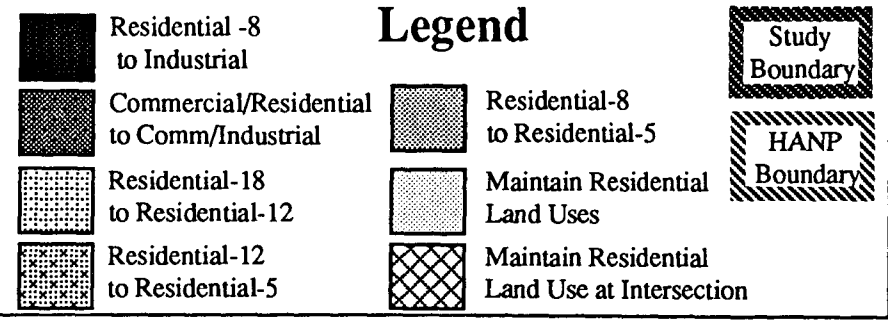 Legend
Residential -8
to Industrial
Commercial/Residential
to Comm/Industrial
Residential-18
to Residential-12
Residential-12
to Residential-5
Residential-8
to Residential-5
Maintain Residential
Land Uses
Maintain Residential
Land Use at Intersection
Study
Boundary
HANP
Boundary